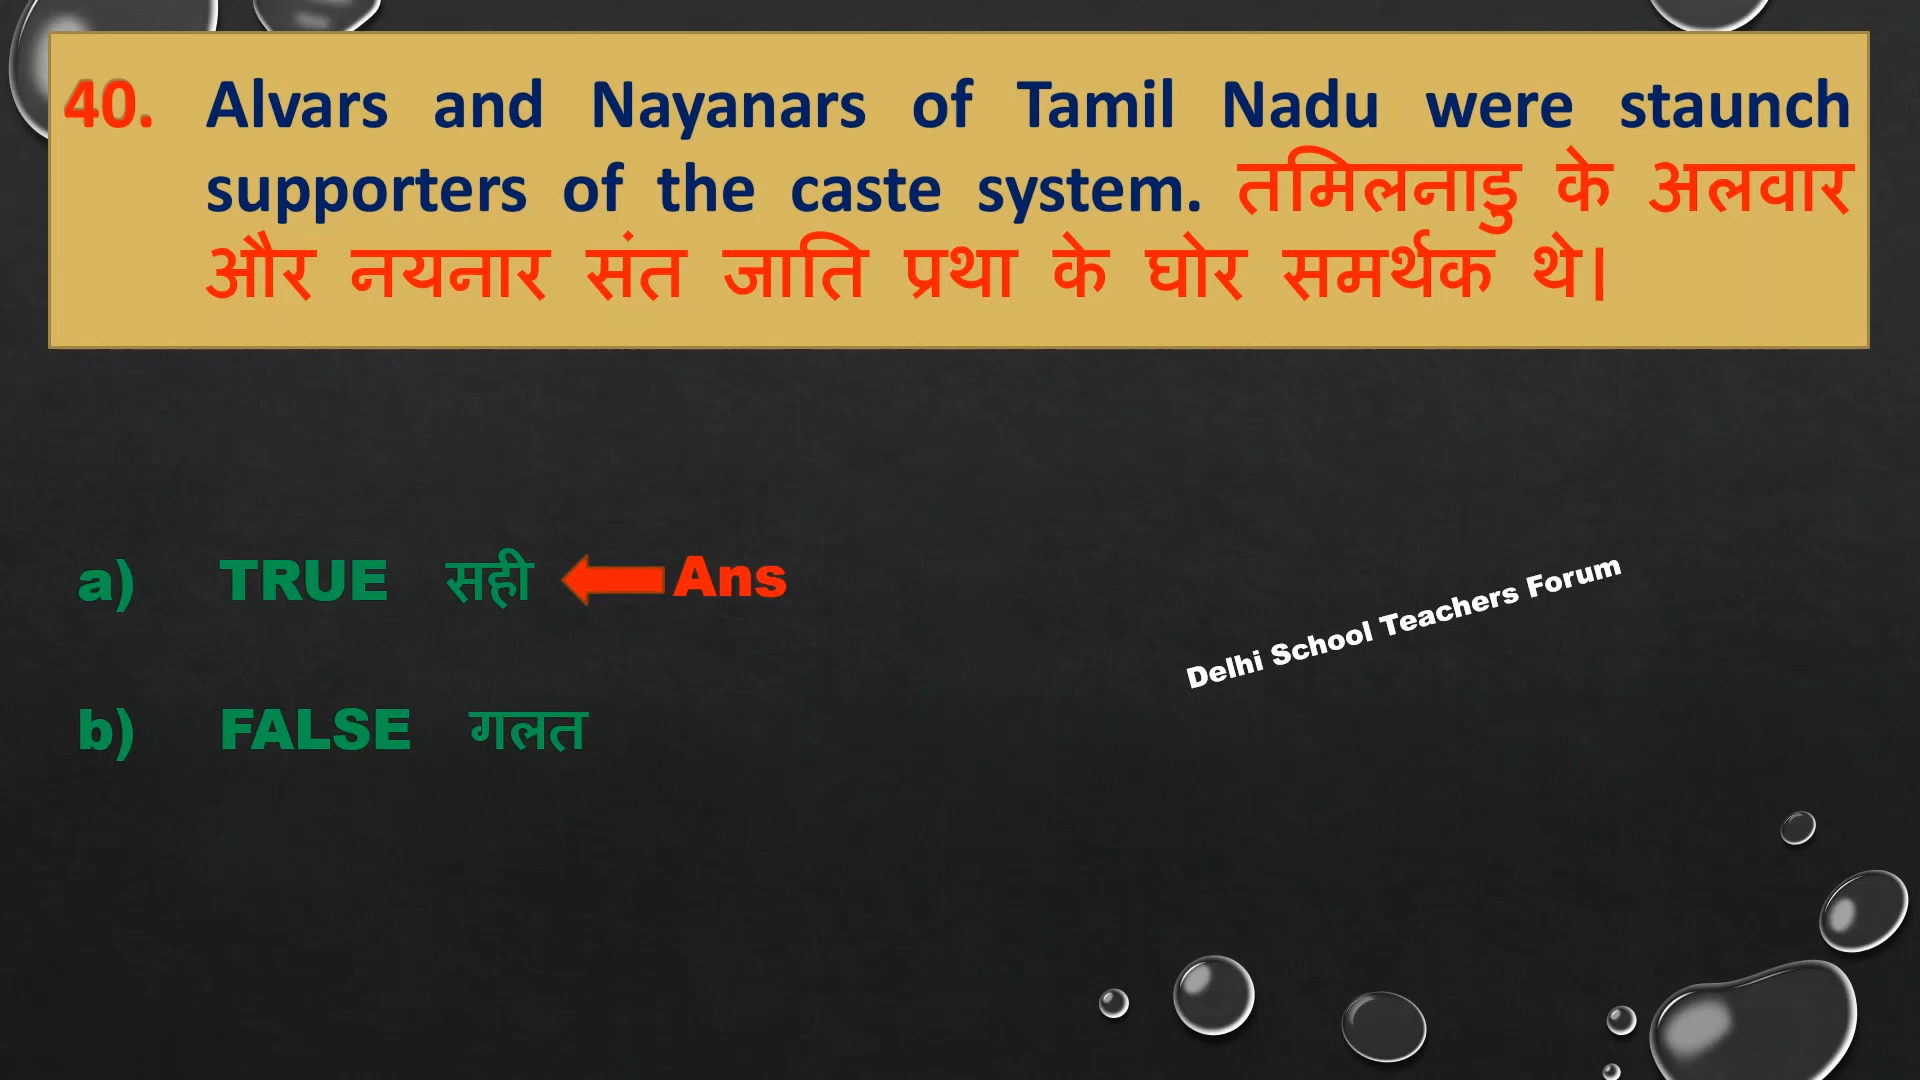 40. Alvars and Nayanars of Tamil Nadu were staunch
supporters of the caste system. तमिलनाडु के अलवार
और नयनार संत जाति प्रथा के घोर समर्थक थे।
a) TRUE सही Ans
Delhi School Teachers Forum
b) FALSE गलत